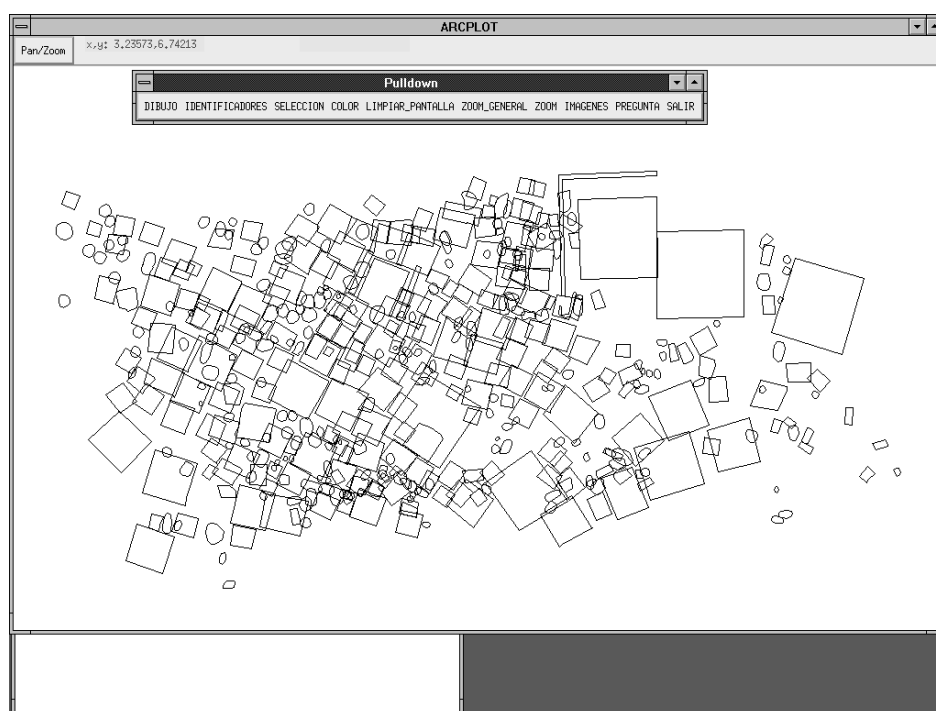 ARCPLOT
Pan/Zoom
x,y: 3.23573,6.74213
Pulldown
DIBUJO IDENTIFICADORES SELECCION COLOR LIMPIAR_PANTALLA ZOOM_GENERAL ZOOM IMAGENES PREGUNTA SALIR